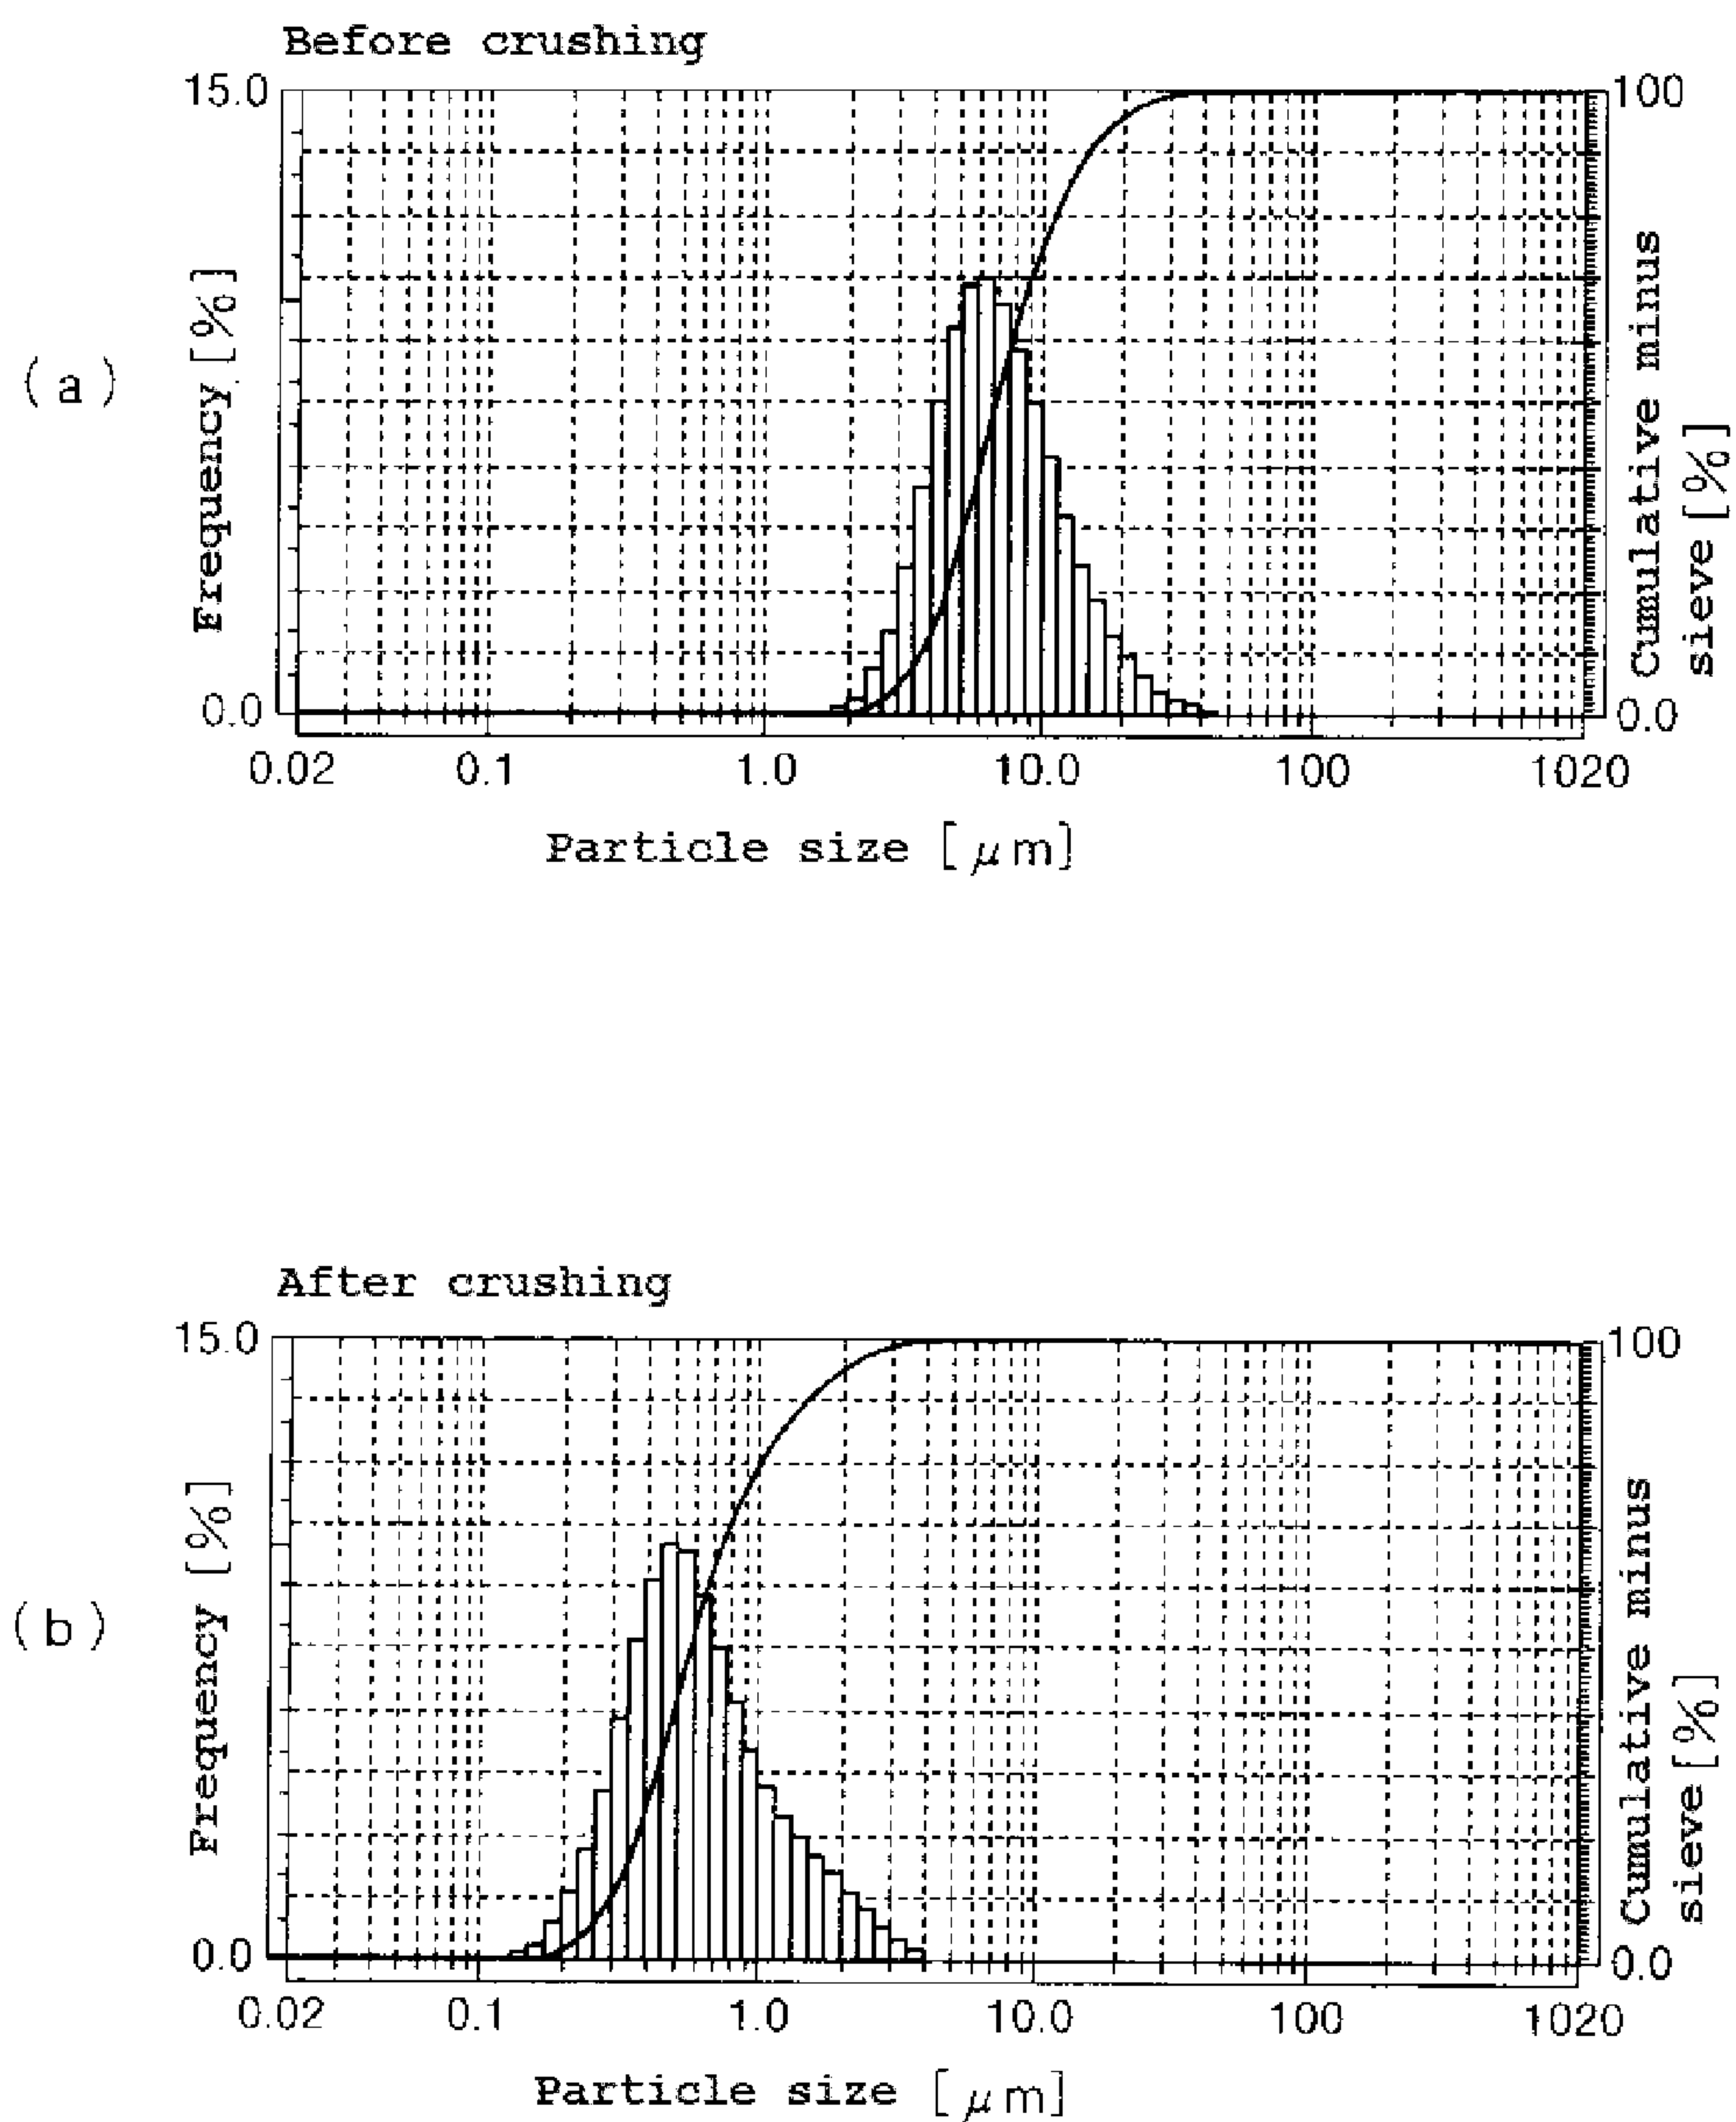 Before crushing
15.0
100
Frequency [%]
Cumulative minus
sieve [%]
(a)
0.0
0.0
0.02
0.1
1.0
10.0
100
1020
Particle size [μm]
After crushing
15.0
100
Frequency [%]
Cumulative minus
sieve [%]
(b)
0.0
0.0
0.02
0.1
1.0
10.0
100
1020
Particle size [μm]